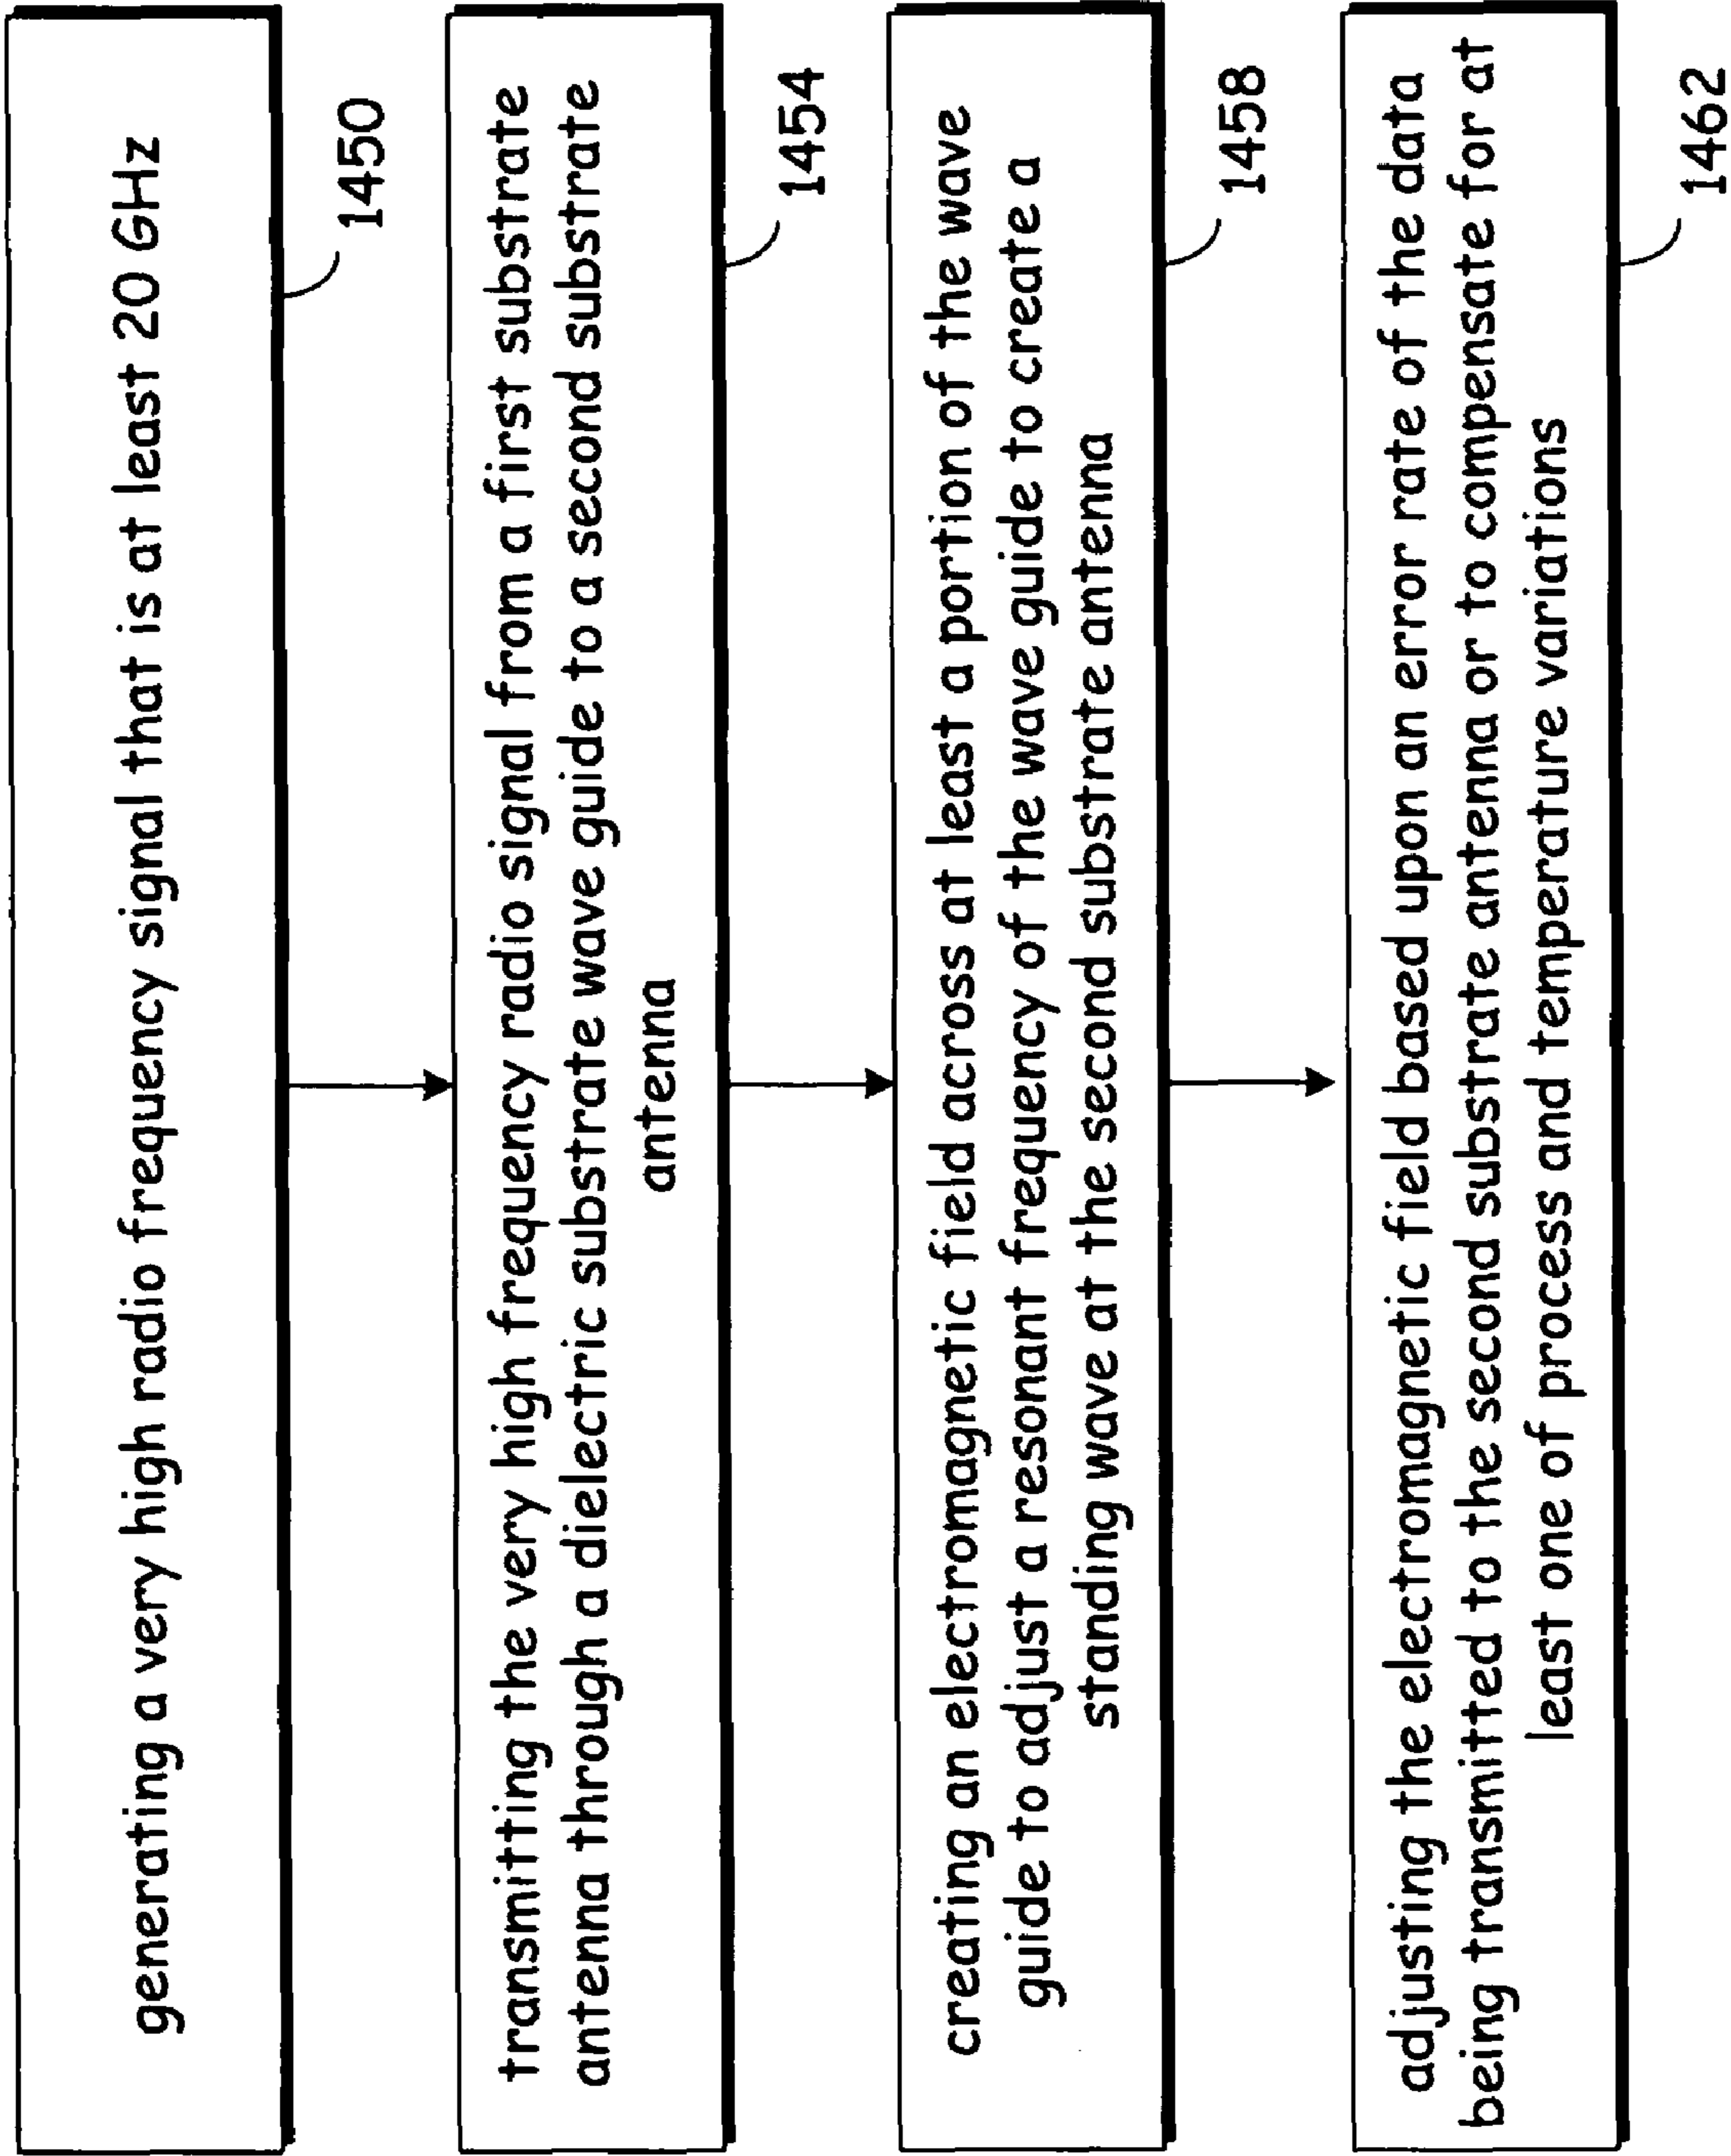 generating a very high radio frequency signal that is at least 20 GHz
1450
transmitting the very high frequency radio signal from a first substrate
antenna through a dielectric substrate wave guide to a second substrate
antenna
1454
creating an electromagnetic field across at least a portion of the wave
guide to adjust a resonant frequency of the wave guide to create a
standing wave at the second substrate antenna
1458
adjusting the electromagnetic field based upon an error rate of the data
being transmitted to the second substrate antenna or to compensate for at
least one of process and temperature variations
1462